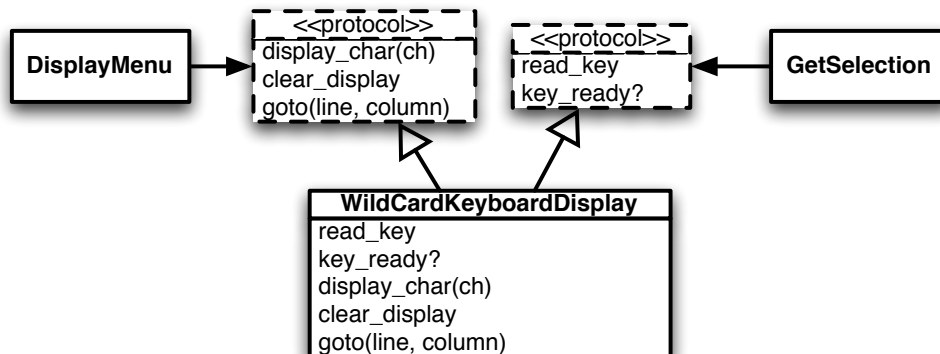 DisplayMenu
<<protocol>>
display_char(ch)
clear_display
goto(line, column)
<<protocol>>
read_key
key_ready?
GetSelection
WildCardKeyboardDisplay
read_key
key_ready?
display_char(ch)
clear_display
goto(line, column)